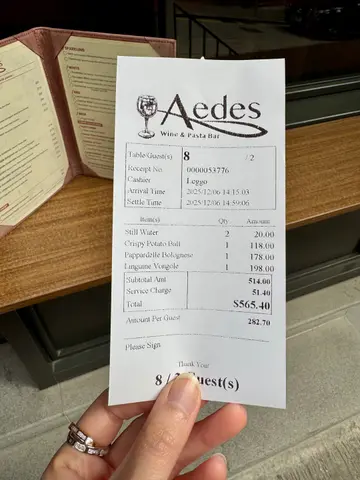 Aedes
Wine & Pasta Bar
Table/Guest(s) 8 / 2
Receipt No. 0000053776
Cashier Leggo
Arrival Time 2025/12/06 14:15:03
Settle Time 2025/12/06 14:59:06
Item(s) Qty Amount
Still Water 2 20.00
Crispy Potato Puff 1 118.00
Pappardelle Bolognese 1 178.00
Linguine Vongole 1 198.00
Subtotal Amt 514.00
Service Charge 51.40
Total $565.40
Amount Per Guest 282.70
Please Sign
Thank You
8 / 2 Guest(s)